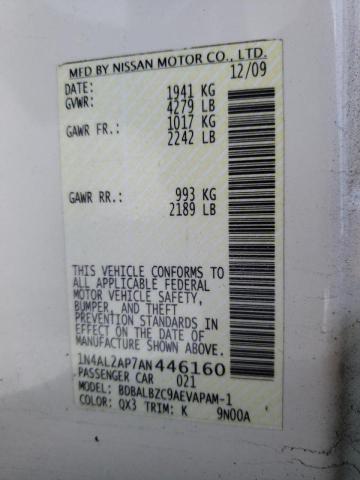 MFD BY NISSAN MOTOR CO., LTD.
DATE: 12/09
GVWR: 1941 KG
4279 LB
GAWR FR.: 1017 KG
2242 LB
GAWR RR.: 993 KG
2189 LB
THIS VEHICLE CONFORMS TO
ALL APPLICABLE FEDERAL
MOTOR VEHICLE SAFETY,
BUMPER, AND THEFT
PREVENTION STANDARDS IN
EFFECT ON THE DATE OF
MANUFACTURE SHOWN ABOVE.
1N4AL2AP7AN446160
PASSENGER CAR 021
MODEL: BDBALBZC9AEVAPAM-1
COLOR: QX3 TRIM: K 9N00A